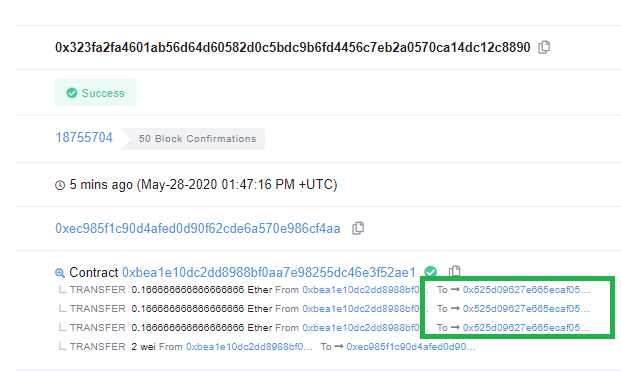 0x323fa2fa4601ab56d64d60582d0c5bdc9b6fd4456c7eb2a0570ca14dc12c8890
Success
18755704 50 Block Confirmations
5 mins ago (May-28-2020 01:47:16 PM +UTC)
0xec985f1c90d4afed0d90f62cde6a570e986cf4aa
Contract 0xbea1e10dc2dd8988bf0aa7e98255dc46e3f52ae1
TRANSFER 0.166666666666666666 Ether From 0xbea1e10dc2dd8988bf0... To → 0x525d09627e665ecaf05...
TRANSFER 0.166666666666666666 Ether From 0xbea1e10dc2dd8988bf0... To → 0x525d09627e665ecaf05...
TRANSFER 0.166666666666666666 Ether From 0xbea1e10dc2dd8988bf0... To → 0x525d09627e665ecaf05...
TRANSFER 2 wei From 0xbea1e10dc2dd8988bf0... To → 0xec985f1c90d4afed0d90...